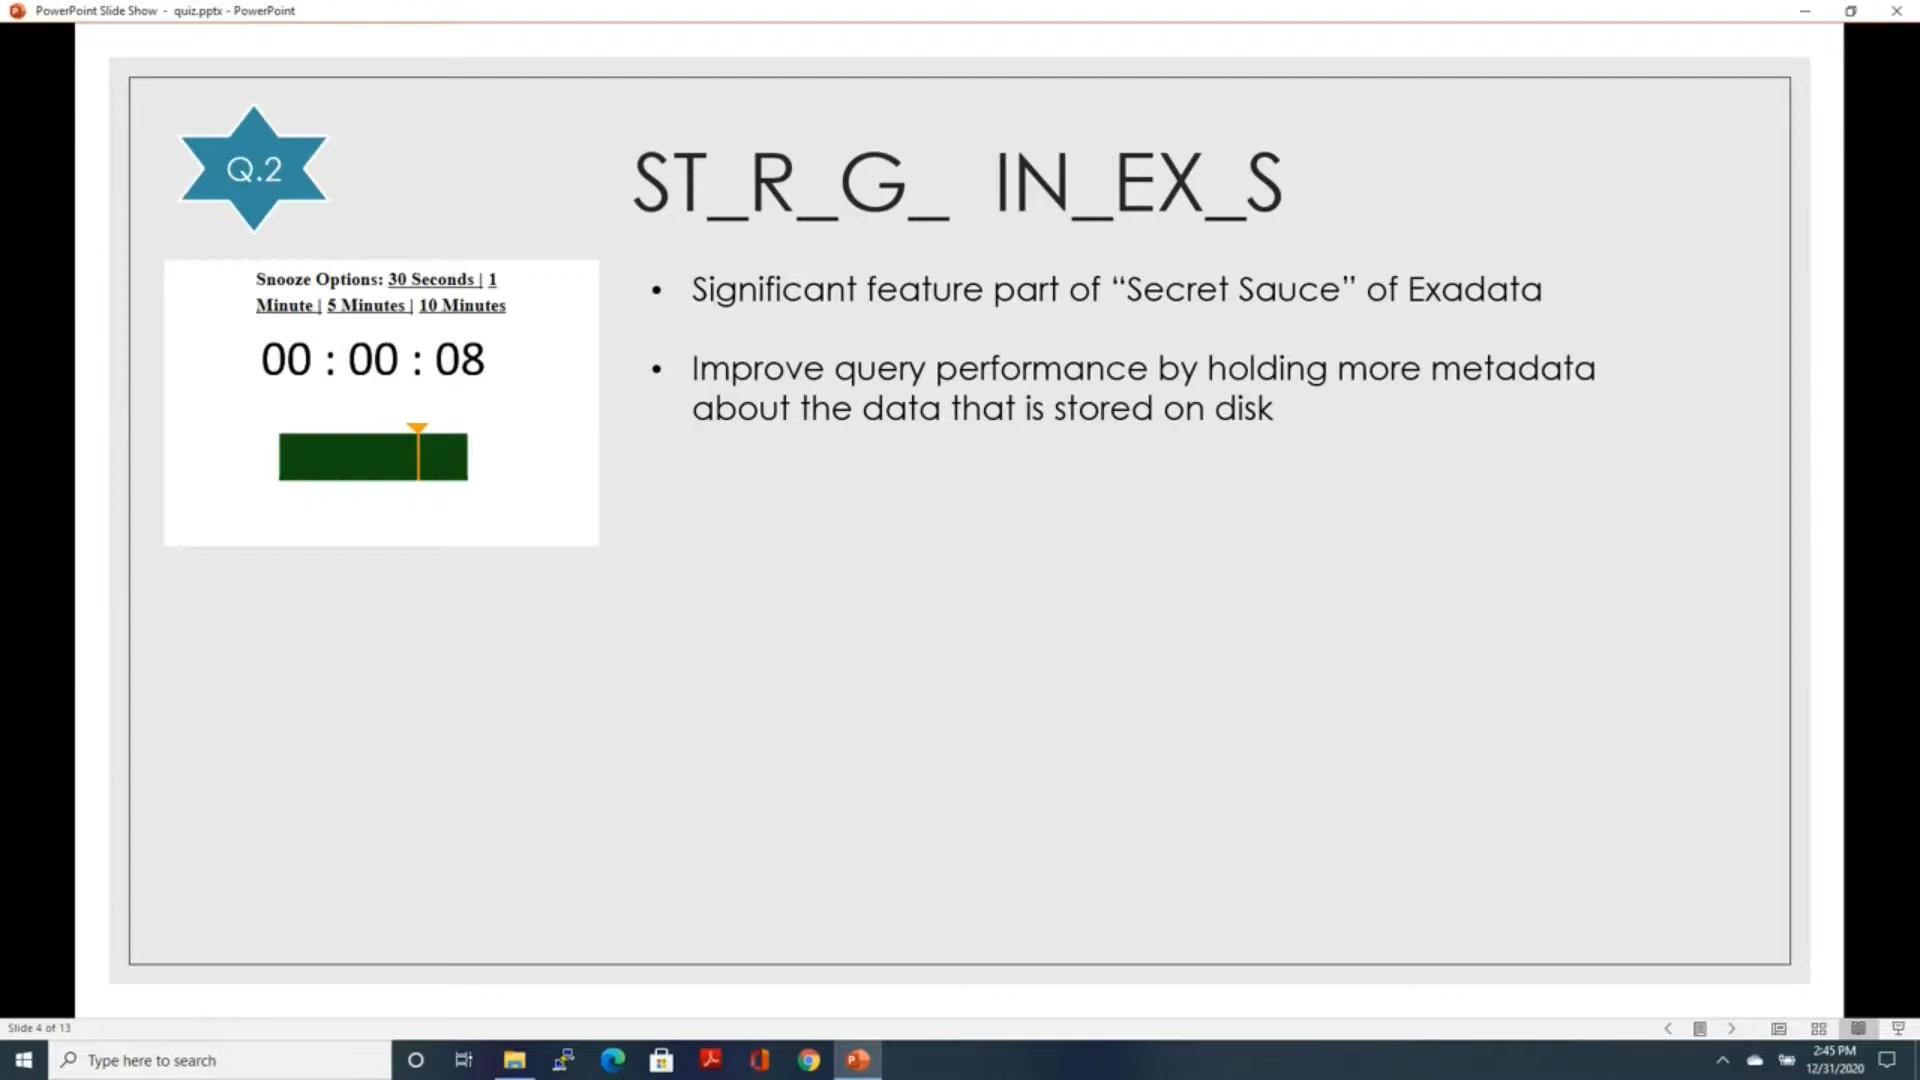 PowerPoint Slide Show - quiz.pptx - PowerPoint
Q.2
ST_R_G_ IN_EX_S
Snooze Options: 30 Seconds | 1
Minute | 5 Minutes | 10 Minutes
00 : 00 : 08
• Significant feature part of “Secret Sauce” of Exadata
• Improve query performance by holding more metadata
about the data that is stored on disk
Slide 4 of 13
Type here to search
2:45 PM
12/31/2020